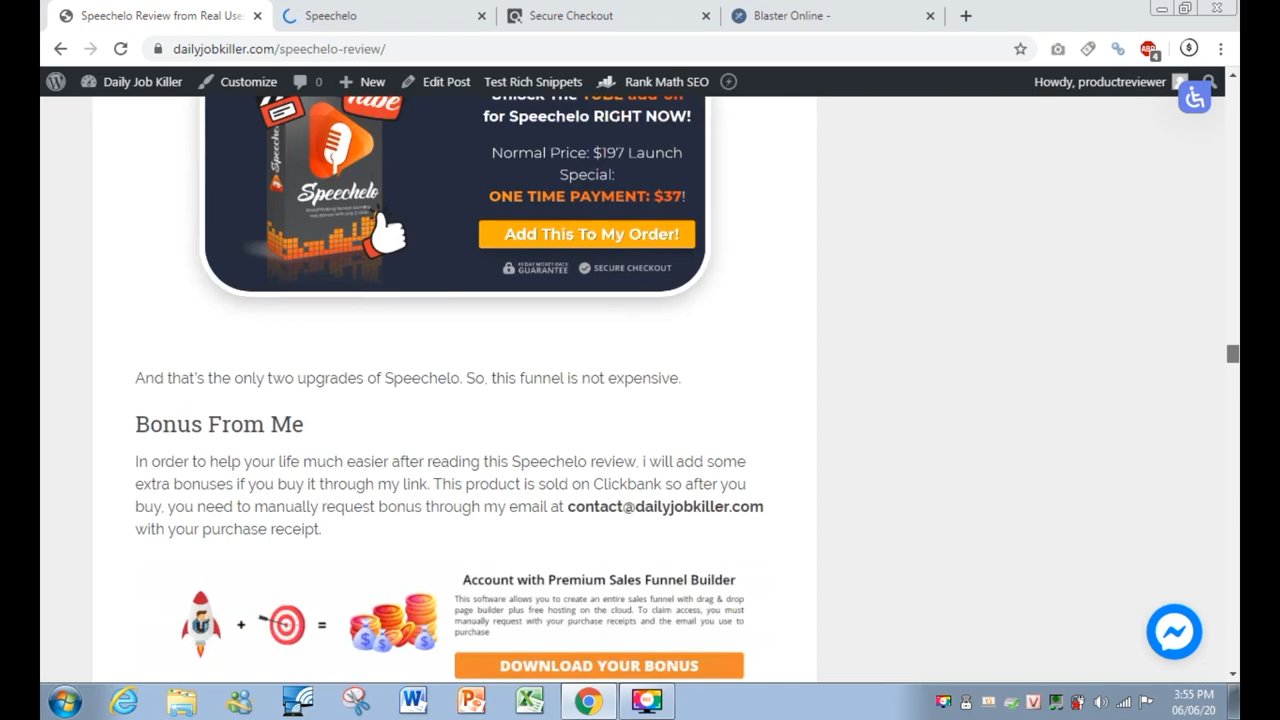 Speechelo Review from Real Use
Speechelo
Secure Checkout
Blaster Online -
dailyjobkiller.com/speechelo-review/
ABP
4
Daily Job Killer
Customize
0
New
Edit Post
Test Rich Snippets
Rank Math SEO
Howdy, productreviewer
Unlock The TUBE add-on
for Speechelo RIGHT NOW!
Normal Price: $197 Launch
Special:
ONE TIME PAYMENT: $37!
Add This To My Order!
GUARANTEE
SECURE CHECKOUT
Speechelo
Speechelo
And that's the only two upgrades of Speechelo. So, this funnel is not expensive.
Bonus From Me
In order to help your life much easier after reading this Speechelo review, i will add some
extra bonuses if you buy it through my link. This product is sold on Clickbank so after you
buy, you need to manually request bonus through my email at contact@dailyjobkiller.com
with your purchase receipt.
Account with Premium Sales Funnel Builder
This software allows you to create an entire sales funnel with drag & drop
page builder plus free hosting on the cloud. To claim access, you must
manually request with your purchase receipts and the email you use to
purchase
DOWNLOAD YOUR BONUS
3:55 PM
06/06/20